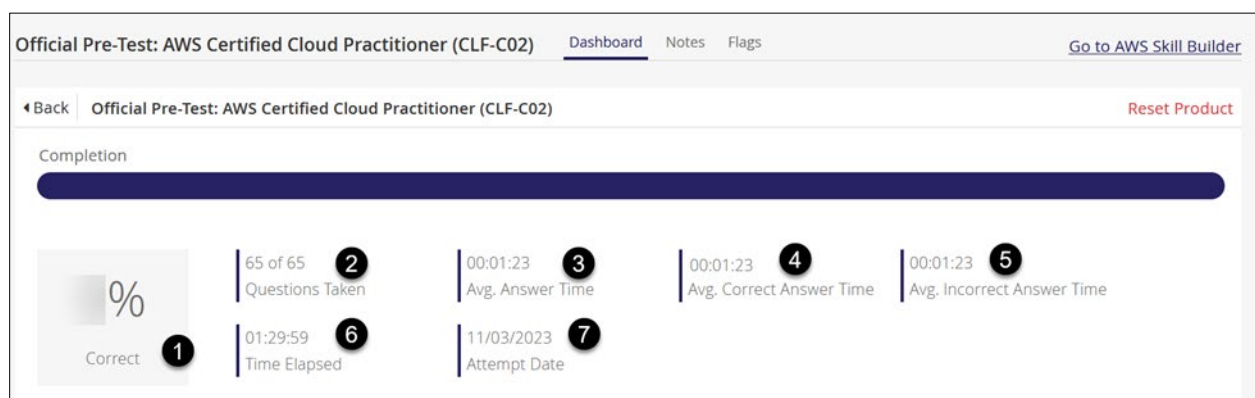 Official Pre-Test: AWS Certified Cloud Practitioner (CLF-C02) Dashboard Notes Flags Go to AWS Skill Builder
Back Official Pre-Test: AWS Certified Cloud Practitioner (CLF-C02) Reset Product
Completion
%
Correct 1
65 of 65 2
Questions Taken
00:01:23 3
Avg. Answer Time
00:01:23 4
Avg. Correct Answer Time
00:01:23 5
Avg. Incorrect Answer Time
01:29:59 6
Time Elapsed
11/03/2023 7
Attempt Date